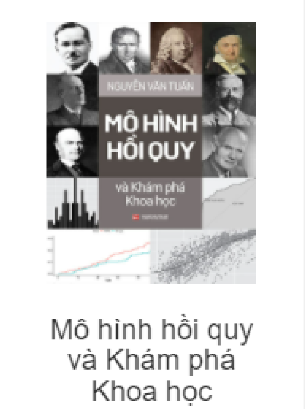 NGUYỄN VĂN TUẤN
MÔ HÌNH
HỒI QUY
và Khám phá
Khoa học
Mô hình hồi quy
và Khám phá
Khoa học